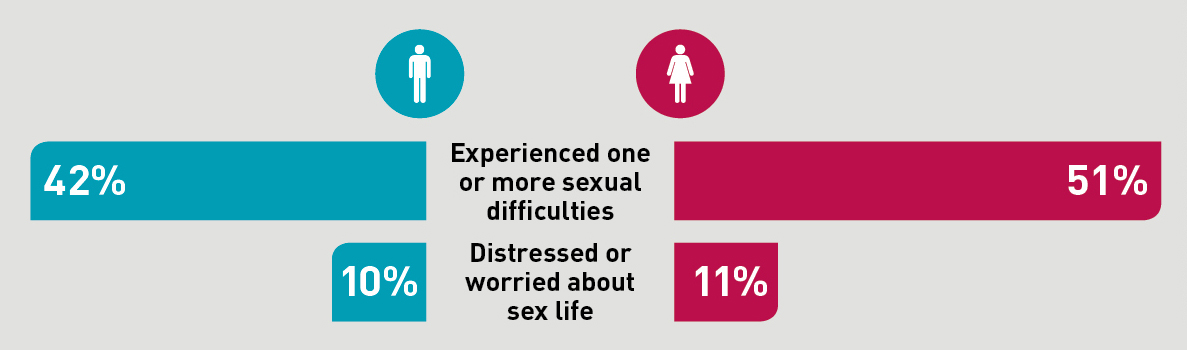 42%
Experienced one
or more sexual
difficulties
51%
10%
Distressed or
worried about
sex life
11%